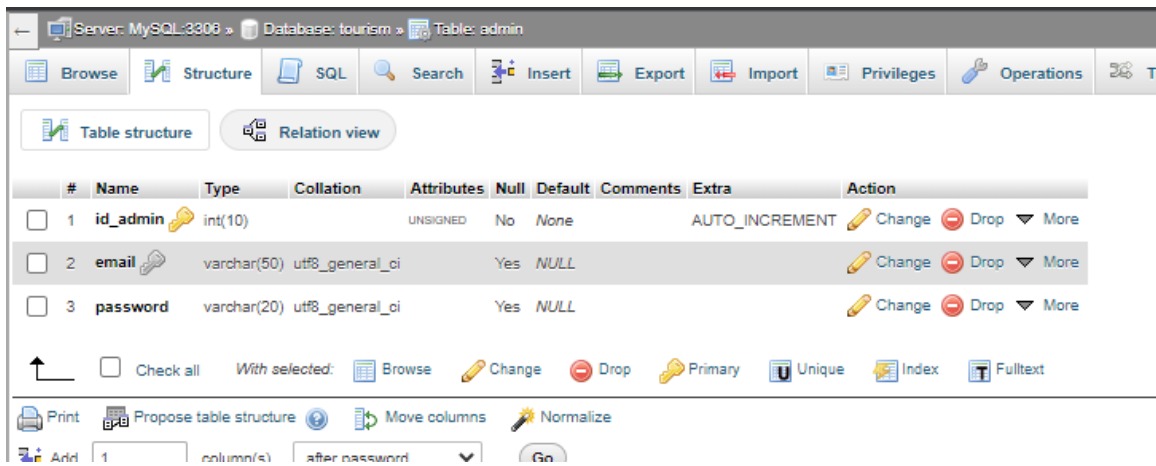 ← Server: MySQL:3306 » Database: tourism » Table: admin
Browse Structure SQL Search Insert Export Import Privileges Operations T
Table structure Relation view
# Name Type Collation Attributes Null Default Comments Extra Action
1 id_admin int(10) UNSIGNED No None AUTO_INCREMENT Change Drop More
2 email varchar(50) utf8_general_ci Yes NULL Change Drop More
3 password varchar(20) utf8_general_ci Yes NULL Change Drop More
Check all With selected: Browse Change Drop Primary Unique Index Fulltext
Print Propose table structure Move columns Normalize
Add 1 column(s) after password Go